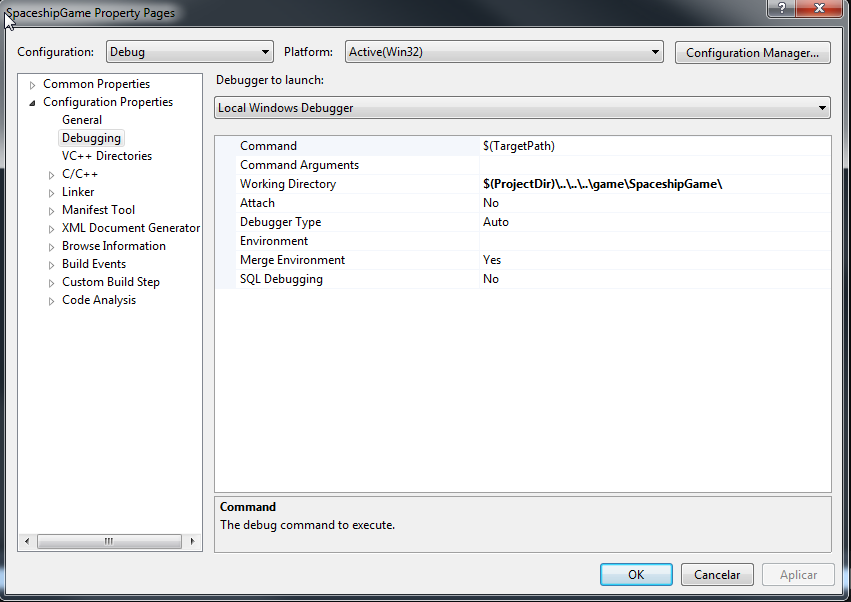 SpaceshipGame Property Pages
?
Configuration: Debug Platform: Active(Win32) Configuration Manager...
Common Properties
Configuration Properties
General
Debugging
VC++ Directories
C/C++
Linker
Manifest Tool
XML Document Generator
Browse Information
Build Events
Custom Build Step
Code Analysis
Debugger to launch:
Local Windows Debugger
Command $(TargetPath)
Command Arguments
Working Directory $(ProjectDir)\..\..\..\game\SpaceshipGame\
Attach No
Debugger Type Auto
Environment
Merge Environment Yes
SQL Debugging No
Command
The debug command to execute.
OK Cancelar Aplicar